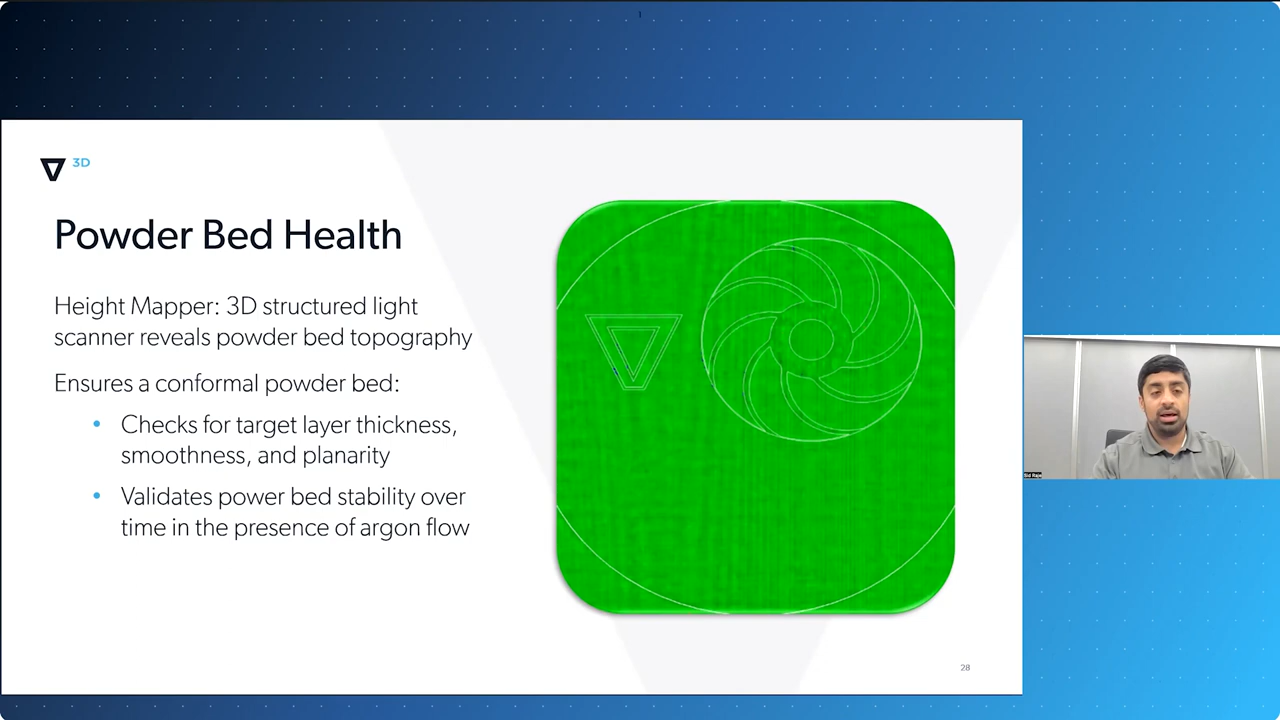 3D
Powder Bed Health
Height Mapper: 3D structured light
scanner reveals powder bed topography
Ensures a conformal powder bed:
• Checks for target layer thickness,
smoothness, and planarity
• Validates power bed stability over
time in the presence of argon flow
28
Sid Raje